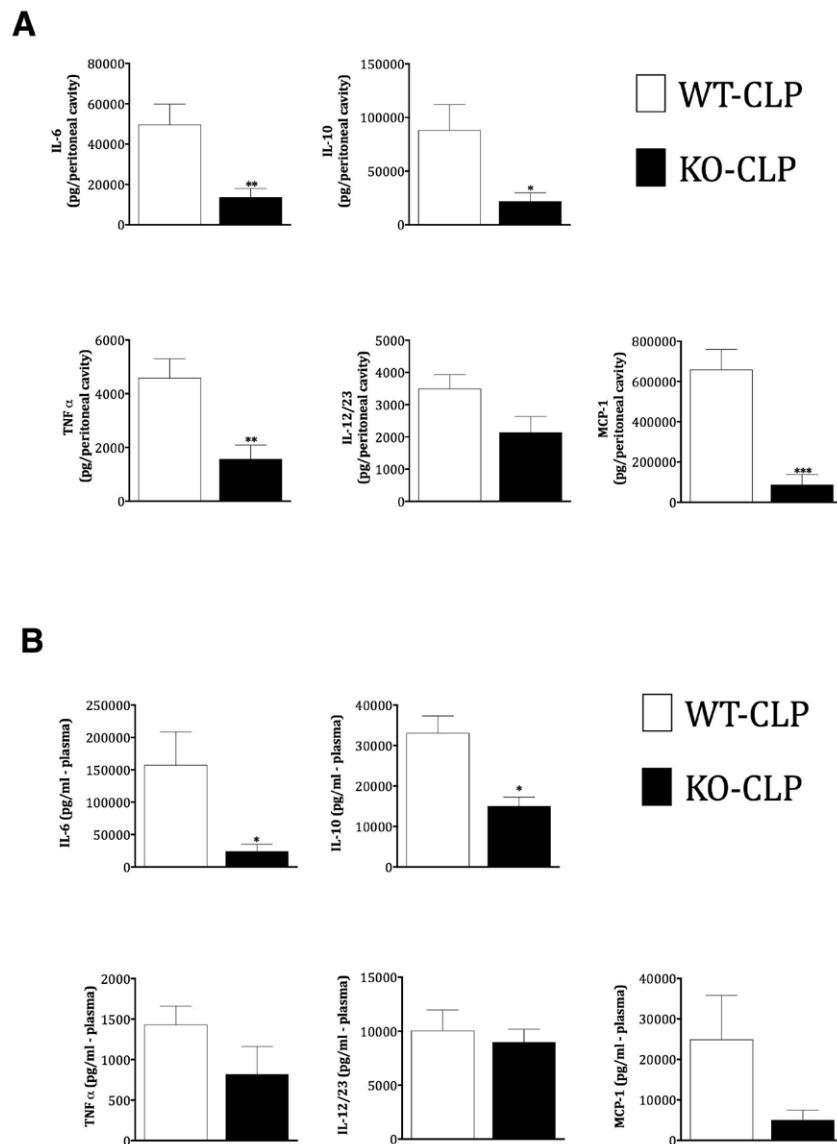 A
IL-6
(pg/peritoneal cavity)
80000
60000
40000
20000
0
**
IL-10
(pg/peritoneal cavity)
150000
100000
50000
0
*
WT-CLP
KO-CLP
TNF α
(pg/peritoneal cavity)
6000
4000
2000
0
**
IL-12/23
(pg/peritoneal cavity)
5000
4000
3000
2000
1000
0
MCP-1
(pg/peritoneal cavity)
800000
600000
400000
200000
0
***
B
IL-6 (pg/ml - plasma)
250000
200000
150000
100000
50000
0
*
IL-10 (pg/ml - plasma)
40000
30000
20000
10000
0
*
WT-CLP
KO-CLP
TNF α (pg/ml - plasma)
2000
1500
1000
500
0
IL-12/23 (pg/ml - plasma)
15000
10000
5000
0
MCP-1 (pg/ml - plasma)
40000
30000
20000
10000
0